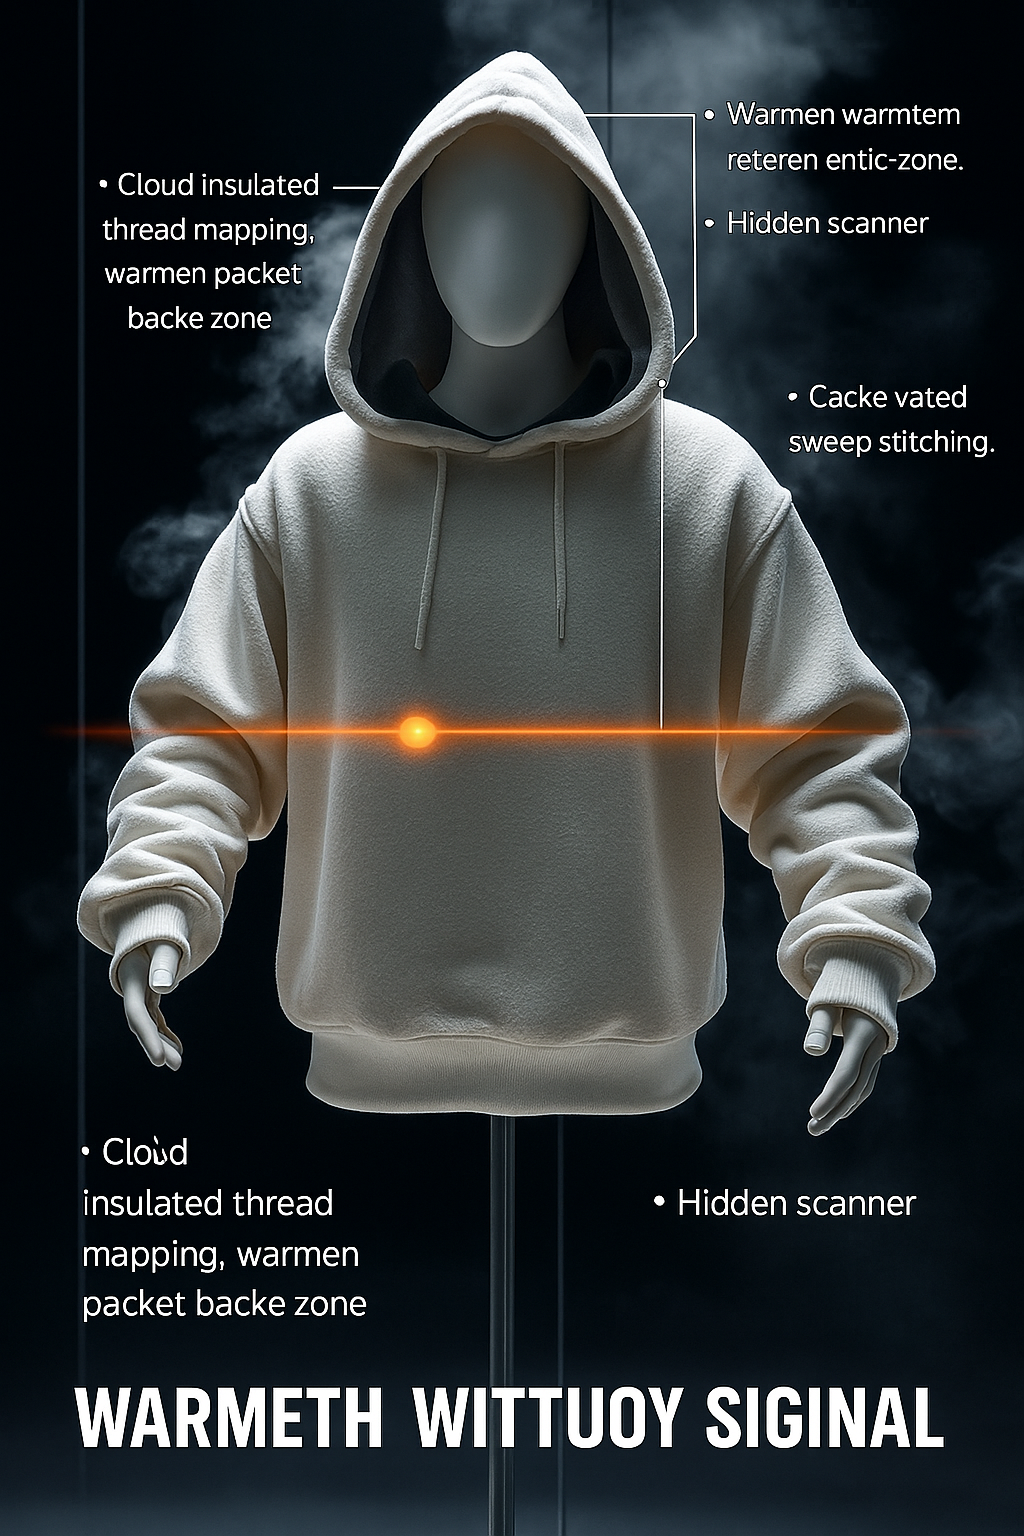 • Warmen warmtem
reteren entic-zone.
• Cloud insulated
thread mapping,
warmen packet
backe zone
• Hidden scanner
• Cacke vated
sweep stitching.
• Cloud
insulated thread
mapping, warmen
packet backe zone
• Hidden scanner
WARMETH WITTUOY SIGINAL